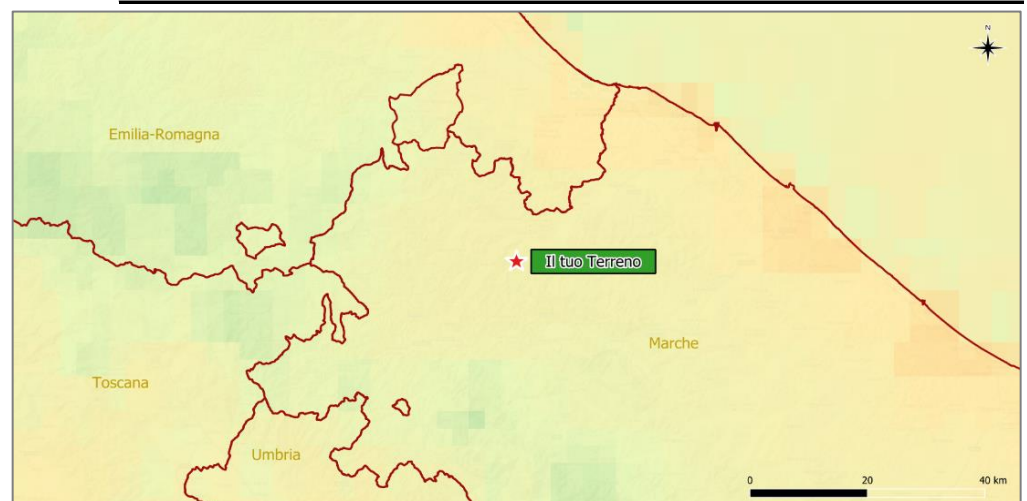 N
Emilia-Romagna
Il tuo Terreno
Marche
Toscana
Umbria
0 20 40 km